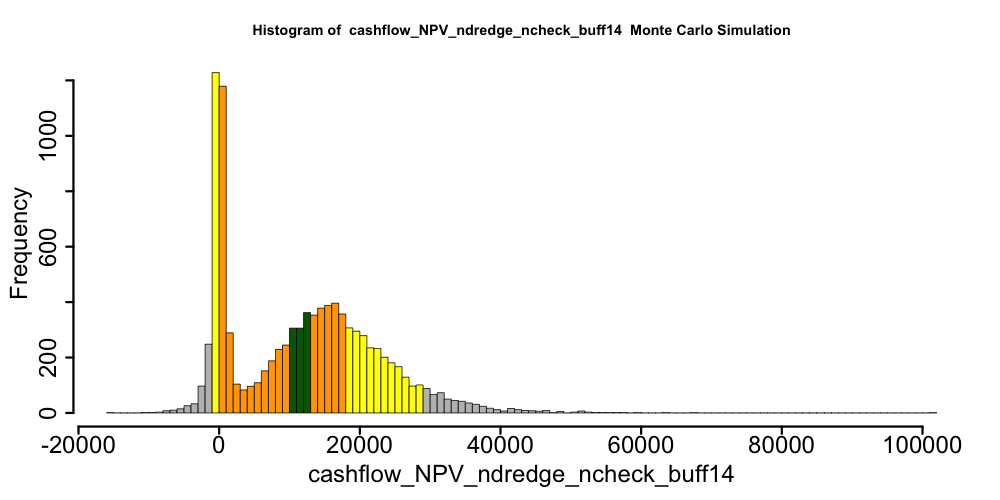 Histogram of  cashflow_NPV_ndredge_ncheck_buff14  Monte Carlo Simulation
Frequency
1000
600
200
0
-20000 0 20000 40000 60000 80000 100000
cashflow_NPV_ndredge_ncheck_buff14